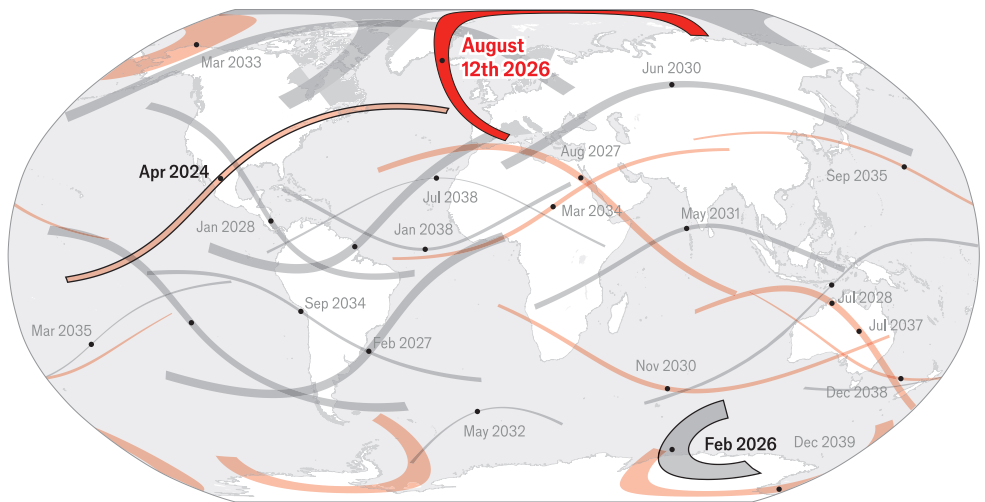 Mar 2033
August
12th 2026
Jun 2030
Apr 2024
Aug 2027
Sep 2035
Jul 2038
Mar 2034
Jan 2028
Jan 2038
May 2031
Sep 2034
Jul 2028
Mar 2035
Jul 2037
Feb 2027
Nov 2030
Dec 2038
May 2032
Feb 2026
Dec 2039